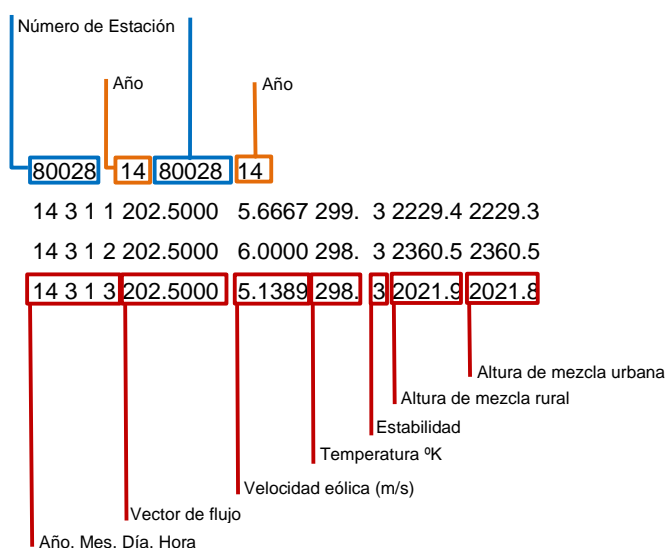 Número de Estación
Año
Año
80028 14 80028 14
14 3 1 1 202.5000 5.6667 299. 3 2229.4 2229.3
14 3 1 2 202.5000 6.0000 298. 3 2360.5 2360.5
14 3 1 3 202.5000 5.1389 298. 3 2021.9 2021.8
Altura de mezcla urbana
Altura de mezcla rural
Estabilidad
Temperatura ºK
Velocidad eólica (m/s)
Vector de flujo
Año, Mes, Día, Hora